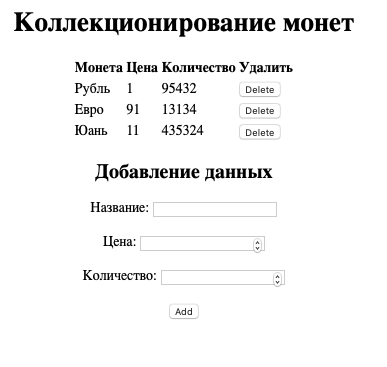 Коллекционирование монет
Монета Цена Количество Удалить
Рубль 1 95432 Delete
Евро 91 13134 Delete
Юань 11 435324 Delete
Добавление данных
Название:
Цена:
Количество:
Add